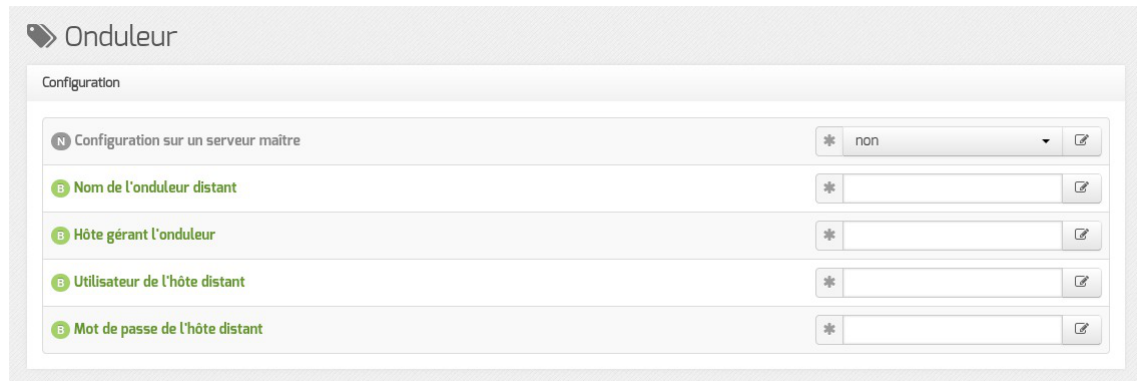 Onduleur
Configuration
N Configuration sur un serveur maître
* non
B Nom de l'onduleur distant
*
B Hôte gérant l'onduleur
*
B Utilisateur de l'hôte distant
*
B Mot de passe de l'hôte distant
*